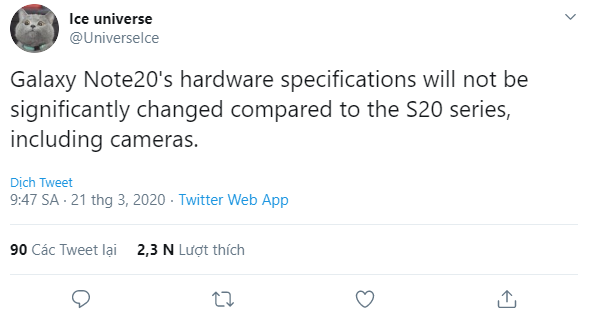 Ice universe
@UniverseIce
Galaxy Note20's hardware specifications will not be
significantly changed compared to the S20 series,
including cameras.
Dịch Tweet
9:47 SA · 21 thg 3, 2020 · Twitter Web App
90 Các Tweet lại 2,3 N Lượt thích